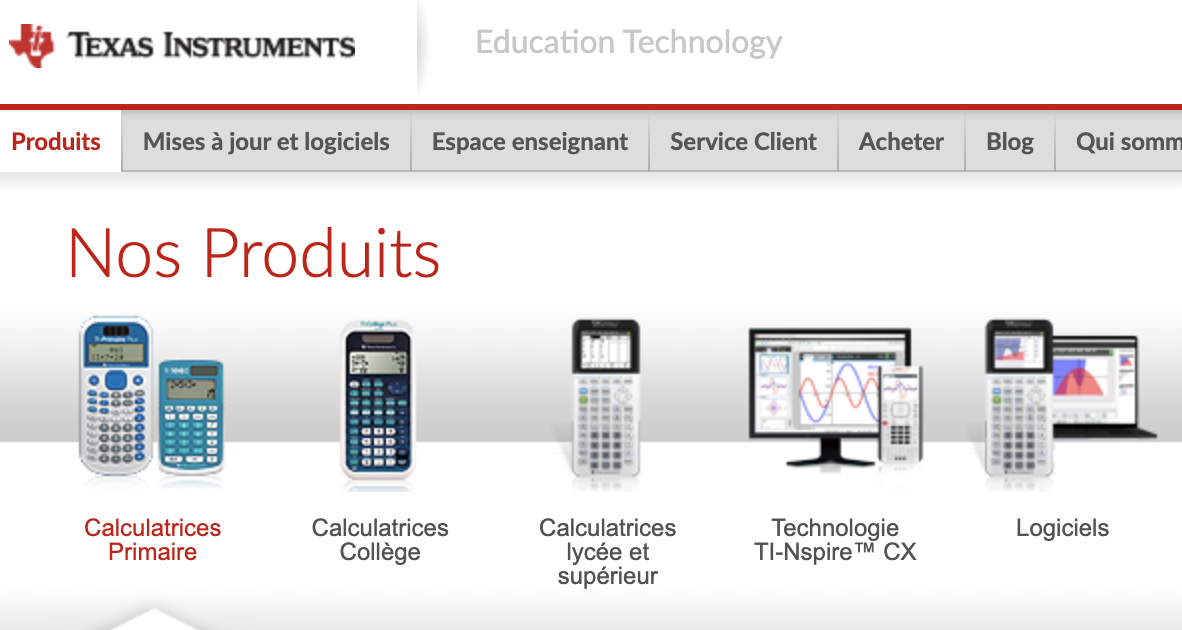 Texas Instruments
Education Technology
Produits
Mises à jour et logiciels
Espace enseignant
Service Client
Acheter
Blog
Qui somm
Nos Produits
Calculatrices
Primaire
Calculatrices
Collège
Calculatrices
lycée et
supérieur
Technologie
TI-Nspire™ CX
Logiciels